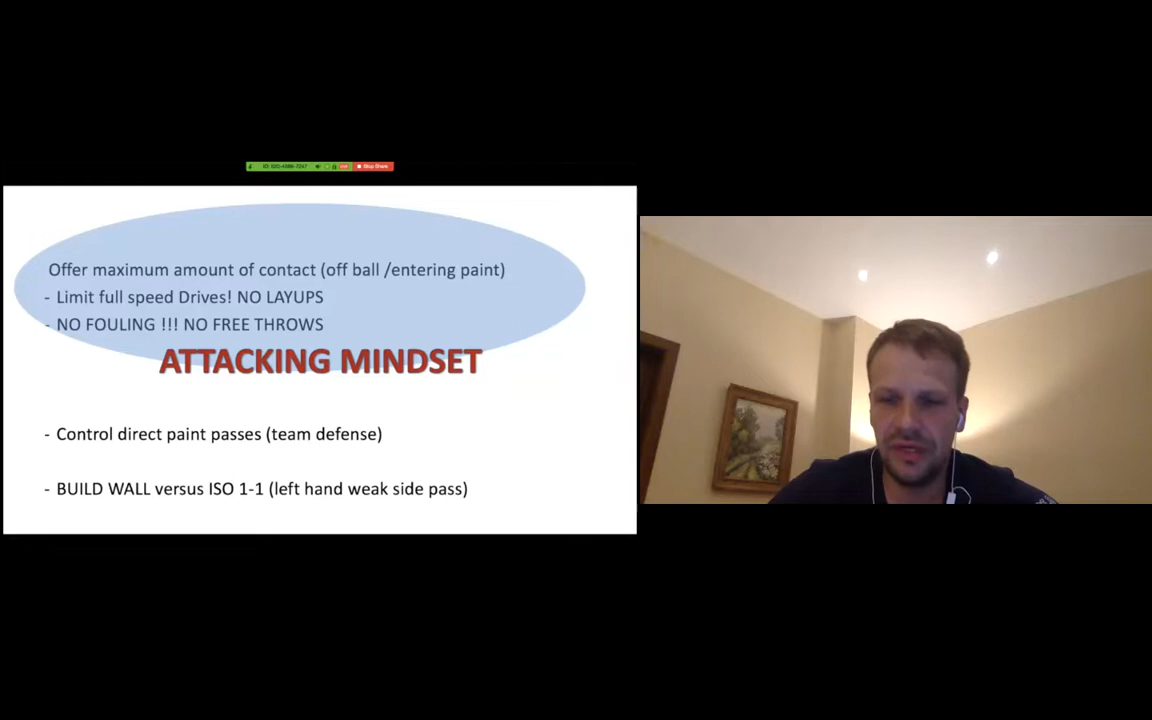 Stop Share
Offer maximum amount of contact (off ball /entering paint)
- Limit full speed Drives! NO LAYUPS
- NO FOULING !!! NO FREE THROWS
ATTACKING MINDSET
- Control direct paint passes (team defense)
- BUILD WALL versus ISO 1-1 (left hand weak side pass)